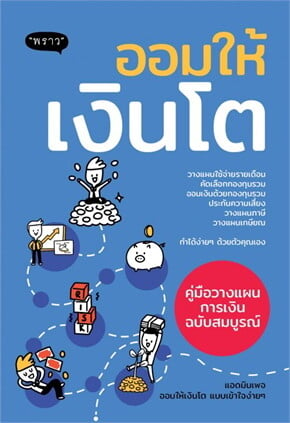 "พราว"
ออมให้
เงินโต
วางแผนใช้จ่ายรายเดือน
คัดเลือกกองทุนรวม
ออมเงินด้วยกองทุนรวม
ประกันความเสี่ยง
วางแผนภาษี
วางแผนเกษียณ
ทำได้ง่ายๆ ด้วยตัวคุณเอง
คู่มือวางแผน
การเงิน
ฉบับสมบูรณ์
RISK
แอดมินเพจ
ออมให้เงินโต แบบเข้าใจง่ายๆ